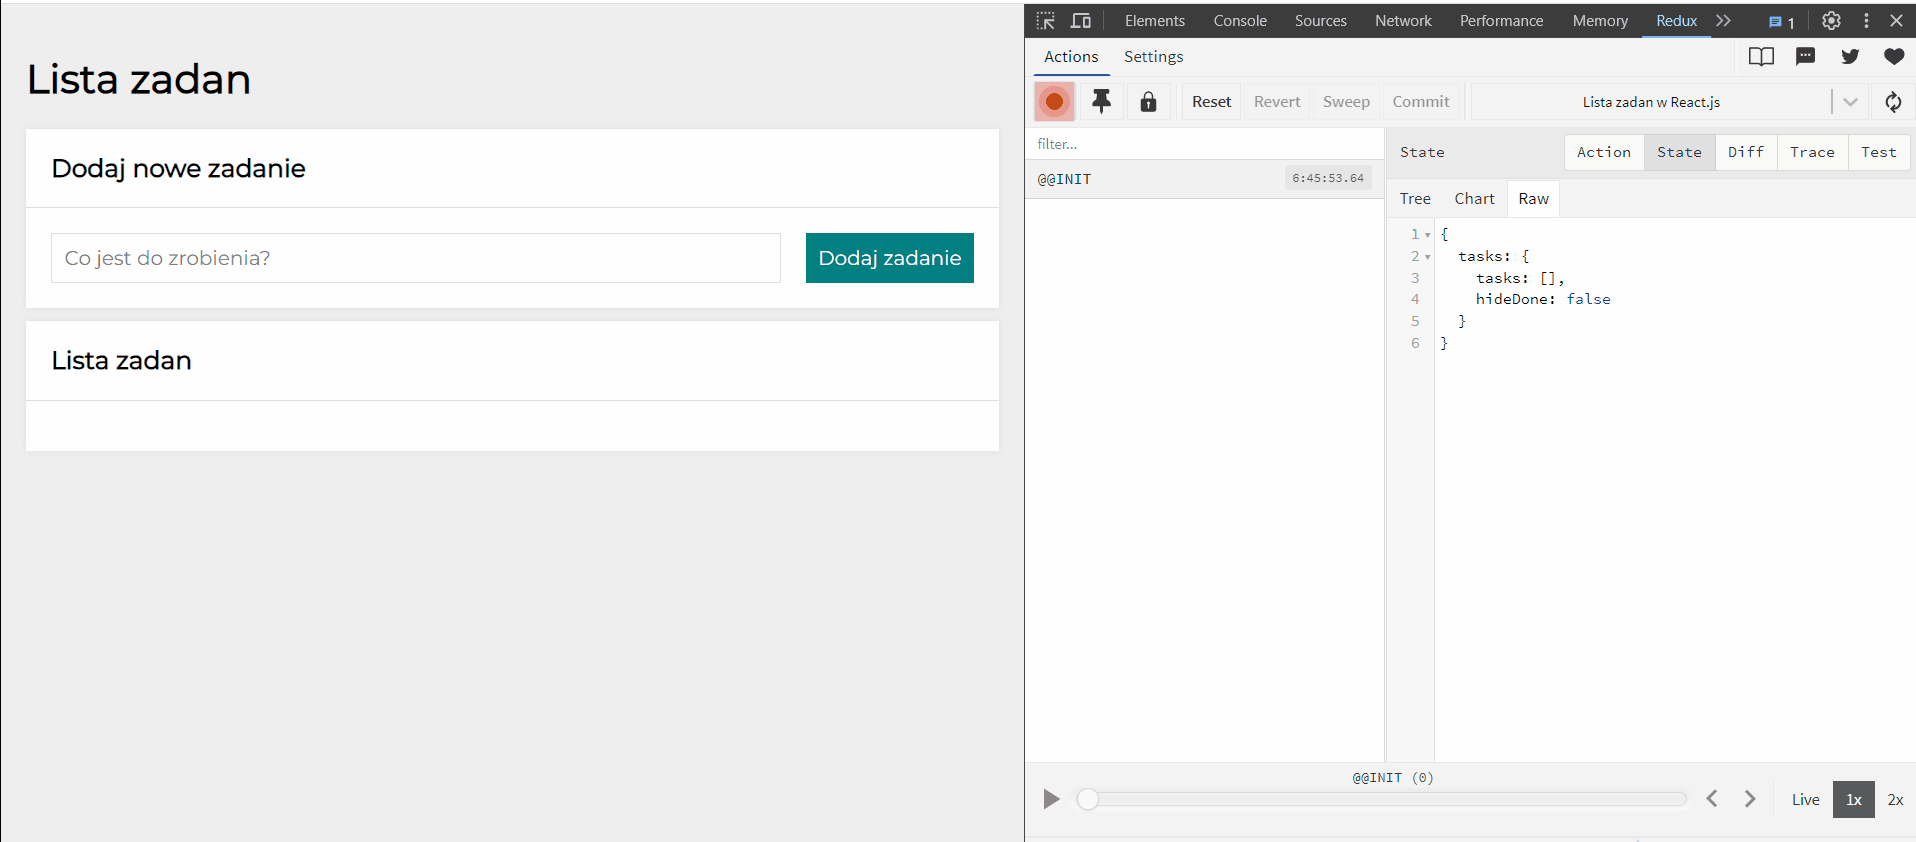 Lista zadan
Dodaj nowe zadanie
Co jest do zrobienia?
Dodaj zadanie
Lista zadan
Elements Console Sources Network Performance Memory Redux 1
Actions Settings
Reset Revert Sweep Commit Lista zadan w React.js
filter...
@@INIT 6:45:53.64
State Action State Diff Trace Test
Tree Chart Raw
1 {
2 tasks: {
3 tasks: [],
4 hideDone: false
5 }
6 }
@@INIT (0)
Live 1x 2x